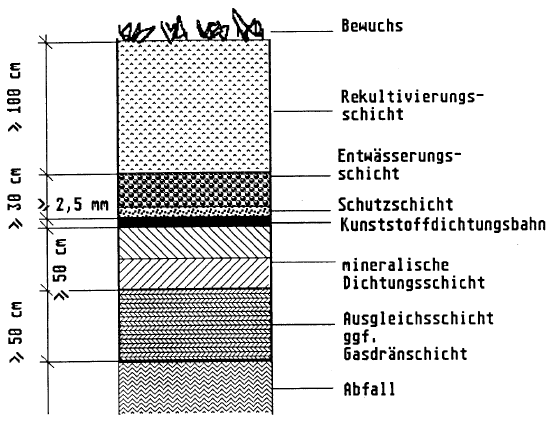 Bewuchs
≥ 100 cm
Rekultivierungs-
schicht
Entwässerungs-
schicht
≥ 30 cm
≥ 2,5 mm
Schutzschicht
Kunststoffdichtungsbahn
≥ 50 cm
mineralische
Dichtungsschicht
≥ 50 cm
Ausgleichsschicht
ggf.
Gasdränschicht
Abfall